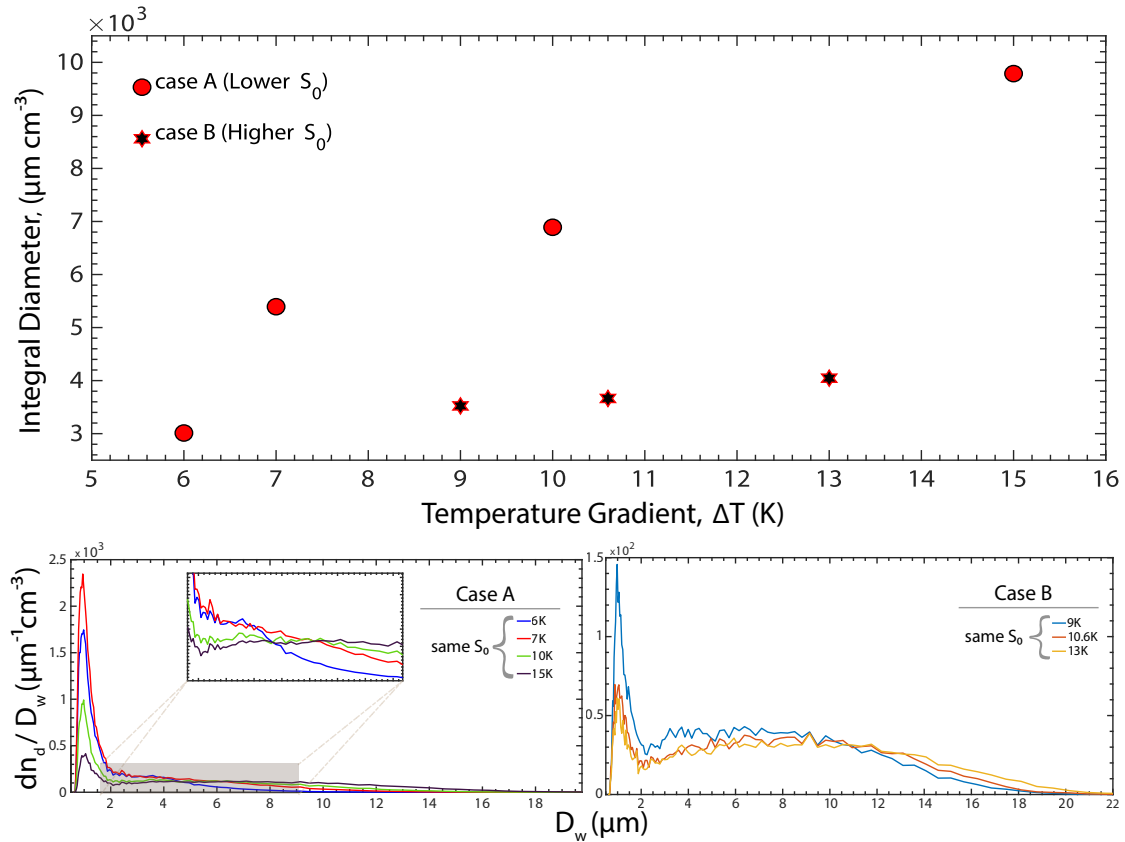 ×10³
10
9
8
7
6
5
4
3
Integral Diameter, (μm cm⁻³)
case A (Lower S₀)
case B (Higher S₀)
5 6 7 8 9 10 11 12 13 14 15 16
Temperature Gradient, ΔT (K)
×10³
2.5
2
1.5
1
0.5
0
dn_d / D_w (μm⁻¹cm⁻³)
Case A
same S₀
6K
7K
10K
15K
2 4 6 8 10 12 14 16 18
×10²
1.5
1
0.5
0
Case B
same S₀
9K
10.6K
13K
2 4 6 8 10 12 14 16 18 20 22
D_w (μm)